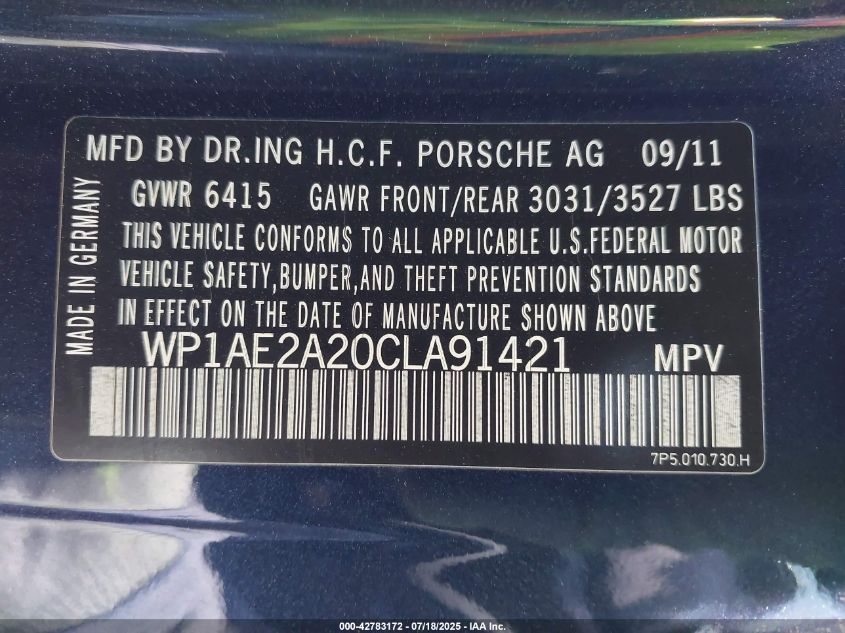 MFD BY DR.ING H.C.F. PORSCHE AG 09/11
GVWR 6415 GAWR FRONT/REAR 3031/3527 LBS
THIS VEHICLE CONFORMS TO ALL APPLICABLE U.S.FEDERAL MOTOR
VEHICLE SAFETY,BUMPER,AND THEFT PREVENTION STANDARDS
IN EFFECT ON THE DATE OF MANUFACTURE SHOWN ABOVE
MADE IN GERMANY
WP1AE2A20CLA91421 MPV
7P5.010.730.H
000-42783172 - 07/18/2025 - IAAI.COM